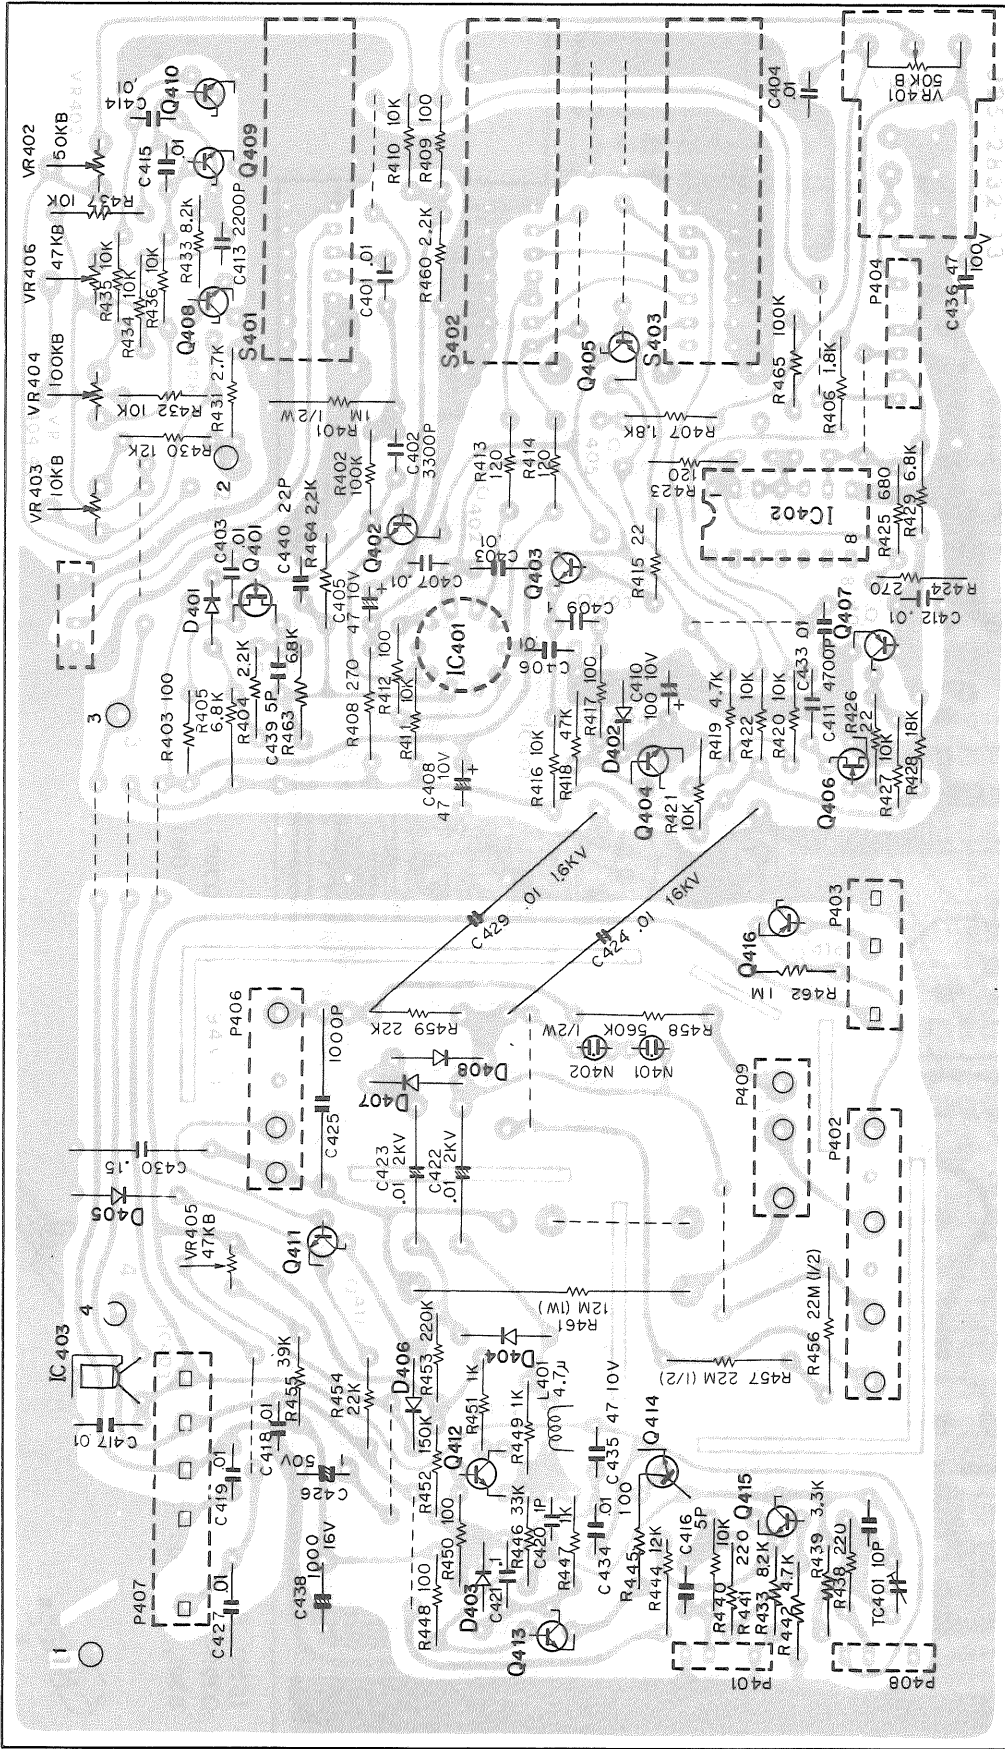 VR402
50KB
VR406
47KB
VR404
100KB
VR403
10KB
C414
.01
Q410
C415
.01
Q409
R437 10K
R435 10K
R434 10K
R436 10K
R433 8.2K
C413 2200P
Q408
S401
R431 2.7K
R432 10K
R430 12K
2
C401 .01
R410 10K
R409 100
R460 2.2K
S402
R401
1/2W 1M
R402
100K
C402
3300P
C403
.01
Q401
D401
C440 22P
R464 2.2K
Q402
C405
47 10V
C407 .01
R413
120
R414
120
Q405
S403
C404
.01
VR401
50KB
P404
C436 47
100V
R465 100K
R406 1.8K
R407 1.8K
R423
120
IC402
1
8
R425 680
R429 6.8K
R424
270
C412 .01
Q407
R415 22
Q403
C403
.01
C409 1
C406
.01
IC401
3
R403 100
R405
6.81K
R404 2.2K
C439 5P
R463 6.8K
R408 270
R412 100
R411 10K
C408
47 10V
R416 10K
R418 47K
R417 100
D402
C410
100 10V
Q404
R421
10K
R419 4.7K
R422 10K
R420 10K
C433 .01
C411 4700P
R426
22
Q406
R427 10K
R428 18K
C429 .01 1.6KV
C424 .01 1.6KV
Q416
R462 1M
P403
P406
C425 1000P
R459 22K
D408
D407
R458 560K
1/2W
N402
N401
P409
P402
C430 .15
D405
VR405
47KB
Q411
C423
.01 2KV
C422
.01 2KV
4
IC403
C417 .01
P407
C419 .01
C418 .01
R455 39K
R454
22K
C426
1
50V
C427 .01
C438
1000
16V
1
R461
12M (1W)
R457 22M (1/2)
R456 22M (1/2)
D406
R453 220K
D404
R452 150K
Q412
R451 1K
R449 1K
L401
4.7μ
R450 100
R448 100
D403
C421 .1
R446 33K
C420 1P
R447 1K
Q413
C434 .01
C435 47 10V
R445 100
R444 12K
Q414
C416
5P
R440 10K
R441 220
R433 8.2K
R442 4.7K
Q415
R439 3.3K
R438 220
TC401 10P
P401
P408